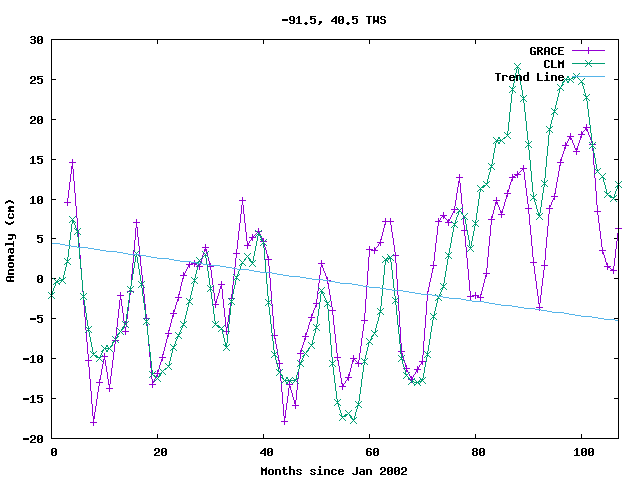 -91.5, 40.5 TWS
GRACE
CLM
Trend Line
30
25
20
15
10
5
0
-5
-10
-15
-20
Anomaly (cm)
0 20 40 60 80 100
Months since Jan 2002